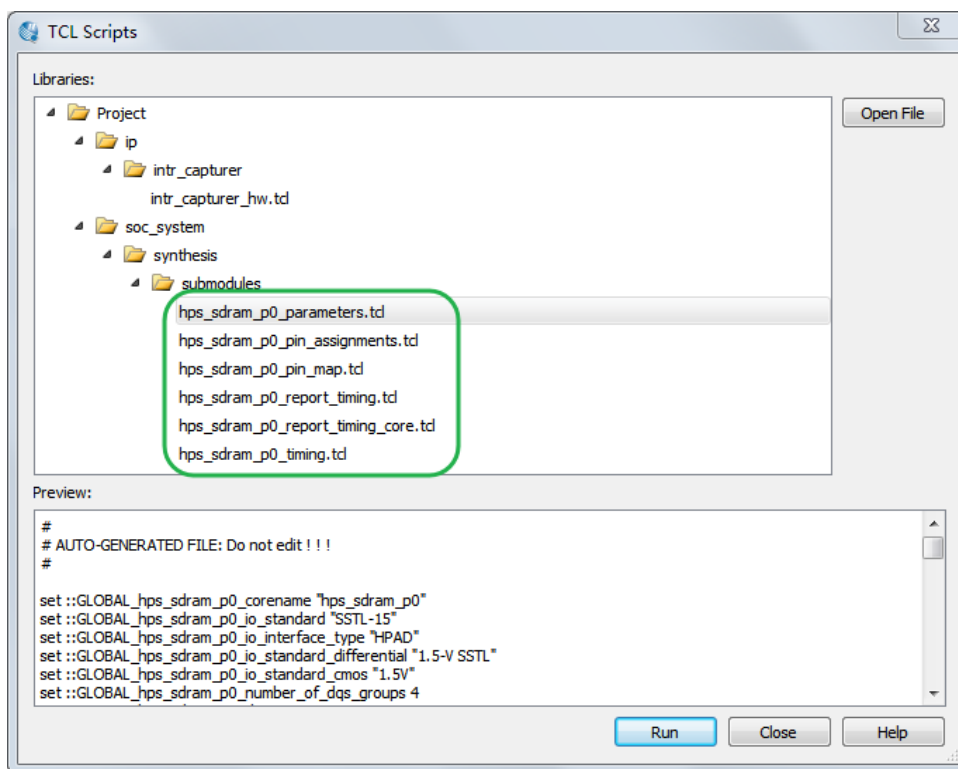 TCL Scripts
Libraries:
Project
Open File
ip
intr_capturer
intr_capturer_hw.tcl
soc_system
synthesis
submodules
hps_sdram_p0_parameters.tcl
hps_sdram_p0_pin_assignments.tcl
hps_sdram_p0_pin_map.tcl
hps_sdram_p0_report_timing.tcl
hps_sdram_p0_report_timing_core.tcl
hps_sdram_p0_timing.tcl
Preview:
#
# AUTO-GENERATED FILE: Do not edit ! ! !
#
set ::GLOBAL_hps_sdram_p0_corename "hps_sdram_p0"
set ::GLOBAL_hps_sdram_p0_io_standard "SSTL-15"
set ::GLOBAL_hps_sdram_p0_io_interface_type "HPAD"
set ::GLOBAL_hps_sdram_p0_io_standard_differential "1.5-V SSTL"
set ::GLOBAL_hps_sdram_p0_io_standard_cmos "1.5V"
set ::GLOBAL_hps_sdram_p0_number_of_dqs_groups 4
Run Close Help